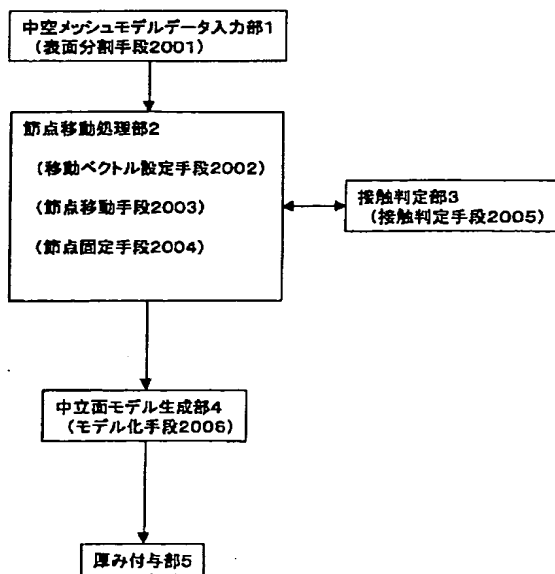 中空メッシュモデルデータ入力部1
(表面分割手段2001)
節点移動処理部2
(移動ベクトル設定手段2002)
(節点移動手段2003)
(節点固定手段2004)
接触判定部3
(接触判定手段2005)
中立面モデル生成部4
(モデル化手段2006)
厚み付与部5